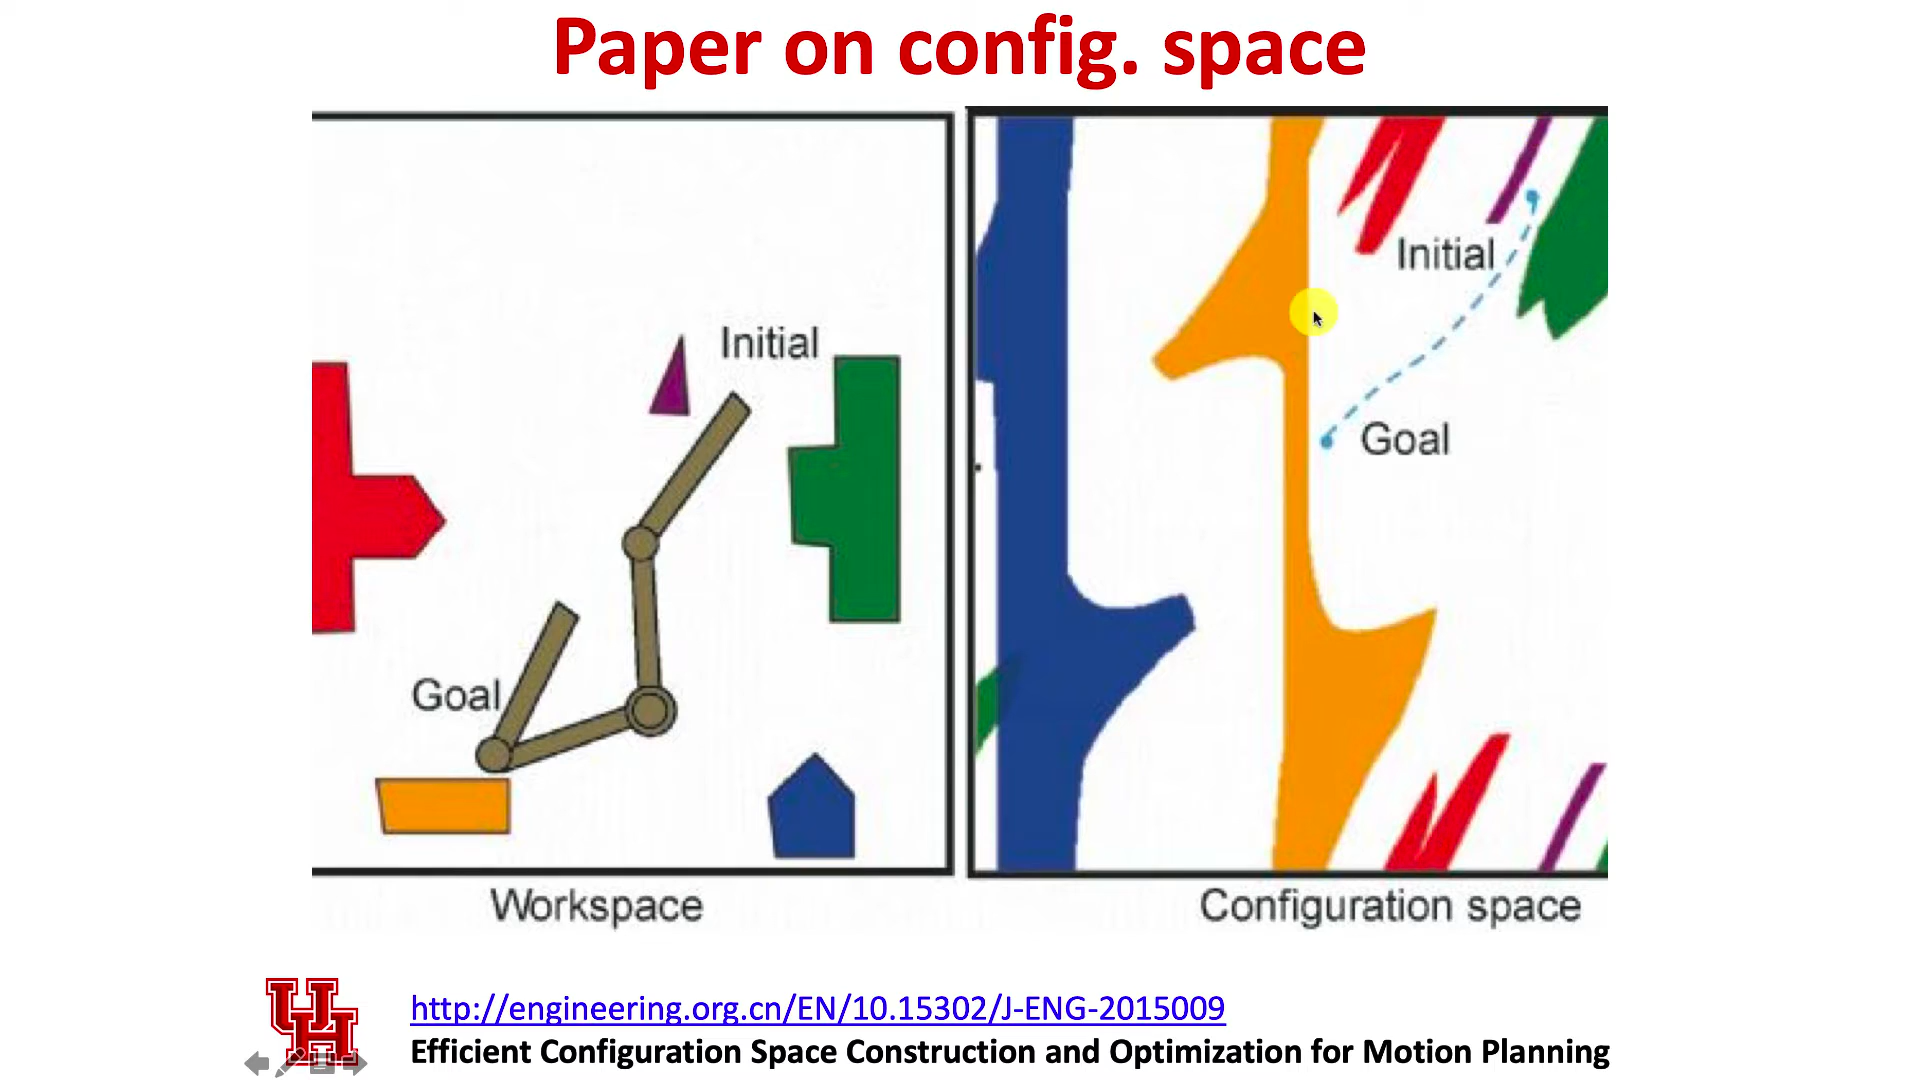 Paper on config. space
Initial
Goal
Workspace
Initial
Goal
Configuration space
UH
http://engineering.org.cn/EN/10.15302/J-ENG-2015009
Efficient Configuration Space Construction and Optimization for Motion Planning